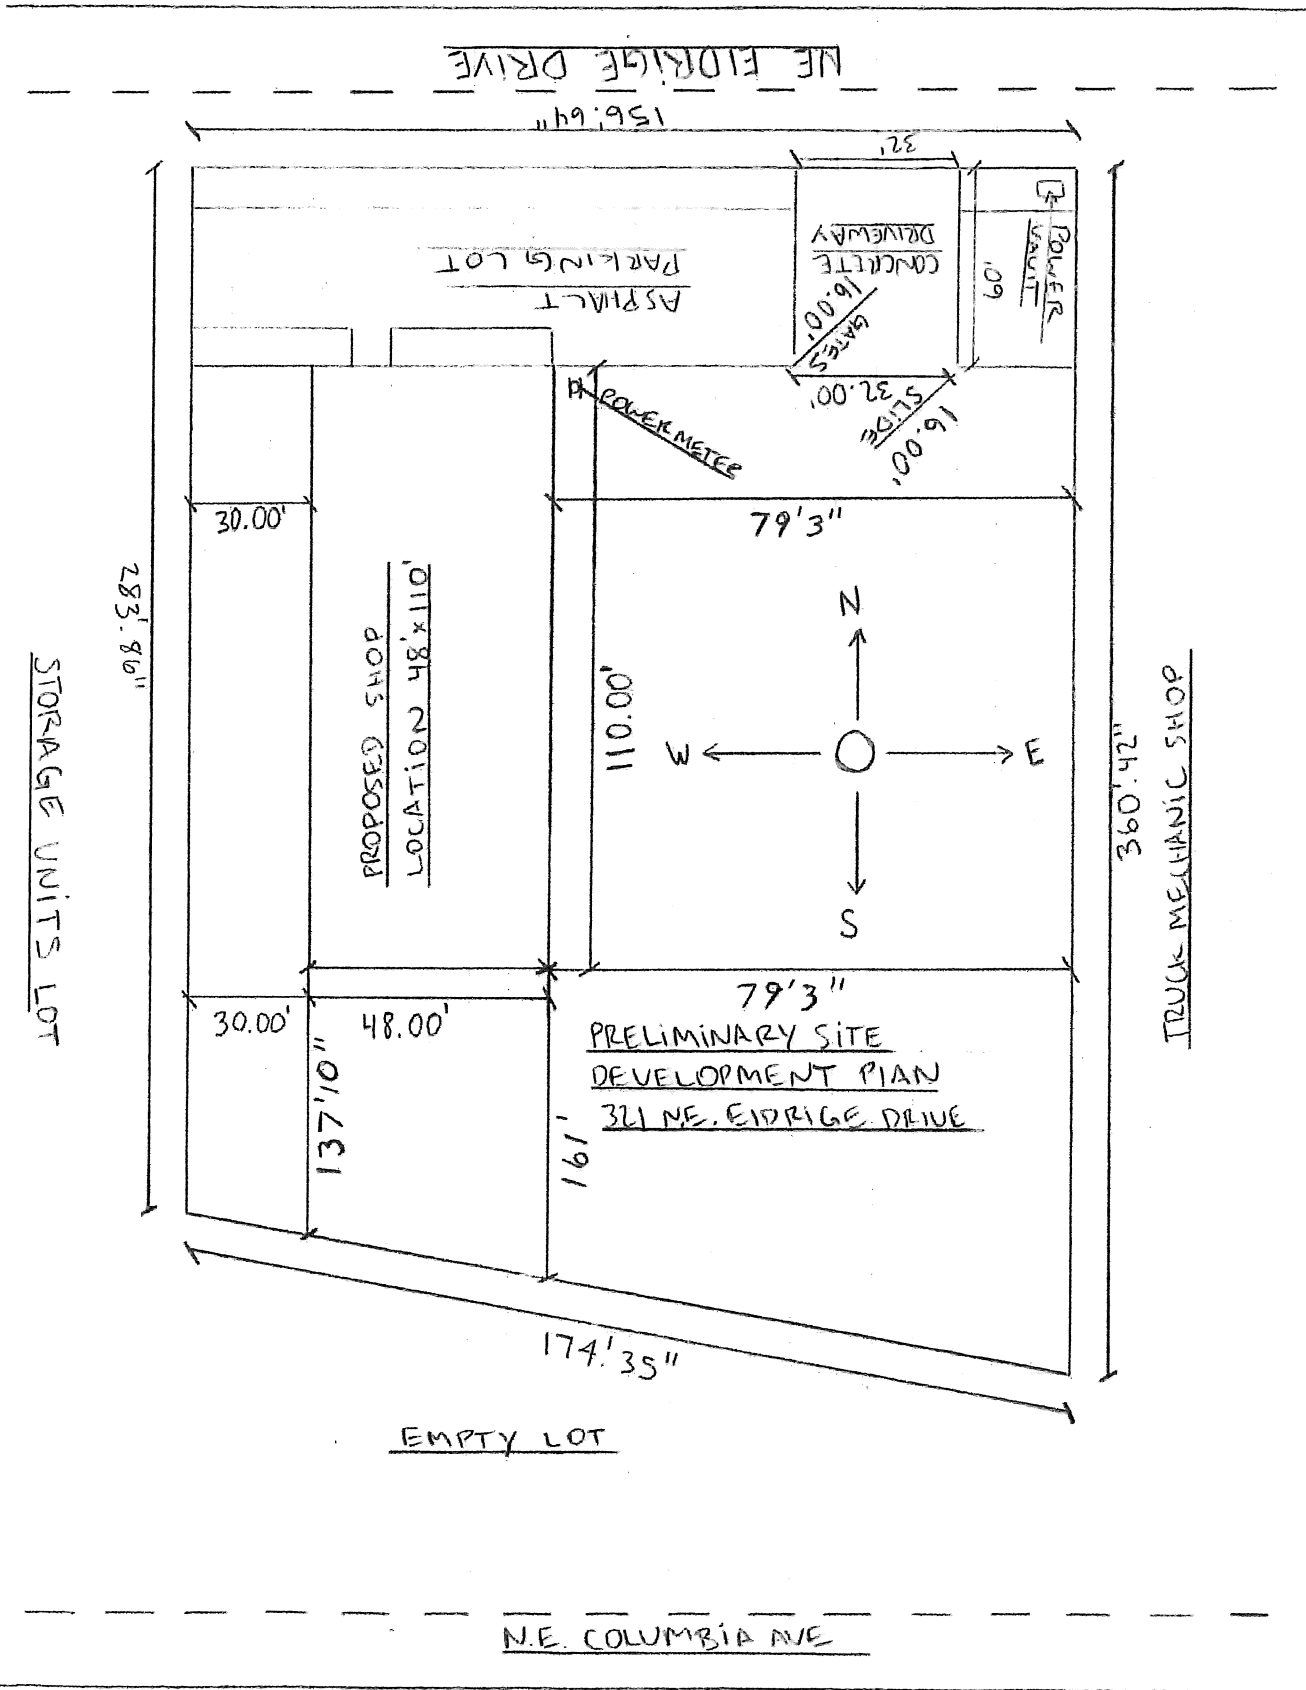 NE EIDRIGE DRIVE
156'.64"
32'
CONCRETE
DRIVEWAY
ASPHALT
PARKING LOT
60'
POWER
VAUIT
16.00'
GATES
32.00'
SLIDE
16.00'
POWER METER
30.00'
79'3"
283'.86"
STORAGE UNiTS LOT
PROPOSED SHOP
LOCATION 48'x110'
110.00'
N
W
E
S
360'.42"
TRUCK MECHANiC SHOP
79'3"
30.00'
48.00'
137'10"
161'
PRELiMiNARY SiTE
DEVELOPMENT PIAN
321 N.E. EIDRiGE DRIVE
174.'35"
EMPTY LOT
N.E. COLUMBiA AVE